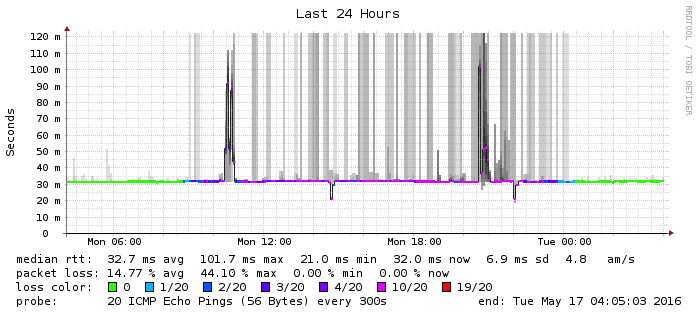 Last 24 Hours
RRDTOOL / TOBI OETIKER
Seconds
120 m
110 m
100 m
90 m
80 m
70 m
60 m
50 m
40 m
30 m
20 m
10 m
0
Mon 06:00 Mon 12:00 Mon 18:00 Tue 00:00
median rtt: 32.7 ms avg 101.7 ms max 21.0 ms min 32.0 ms now 6.9 ms sd 4.8 am/s
packet loss: 14.77 % avg 44.10 % max 0.00 % min 0.00 % now
loss color: 0 1/20 2/20 3/20 4/20 10/20 19/20
probe: 20 ICMP Echo Pings (56 Bytes) every 300s end: Tue May 17 04:05:03 2016